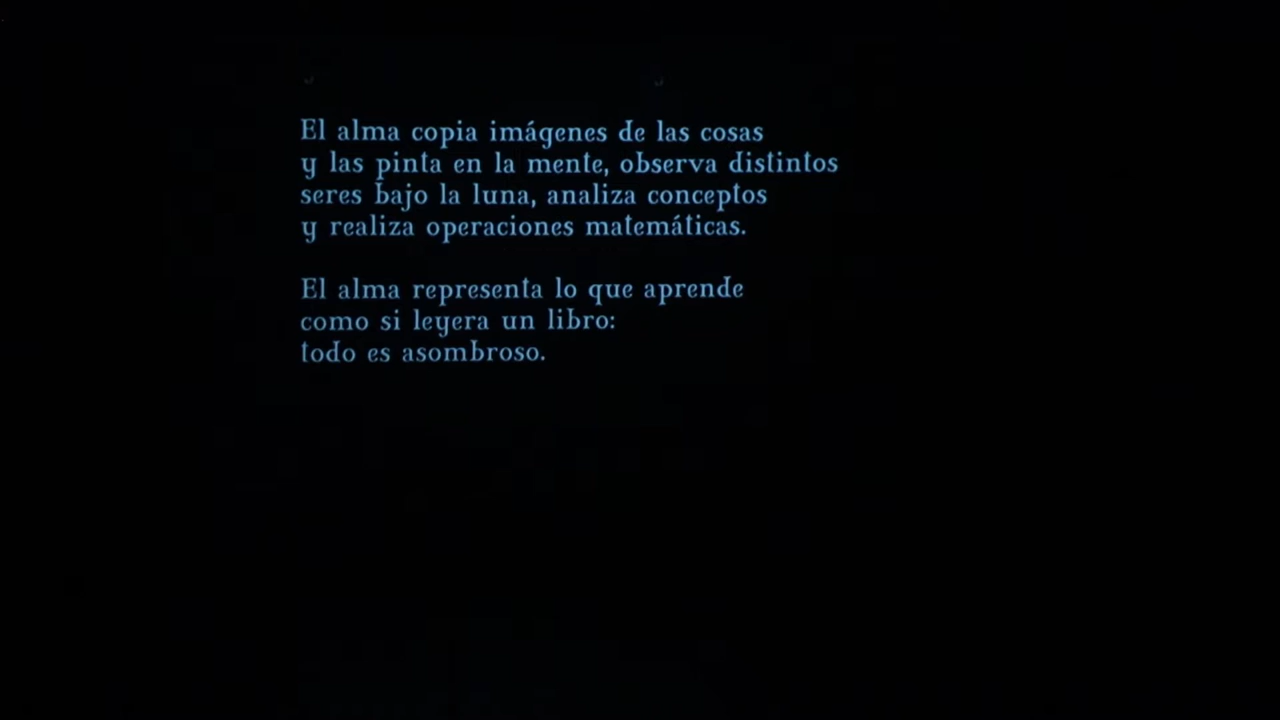 El alma copia imágenes de las cosas
y las pinta en la mente, observa distintos
seres bajo la luna, analiza conceptos
y realiza operaciones matemáticas.
El alma representa lo que aprende
como si leyera un libro:
todo es asombroso.